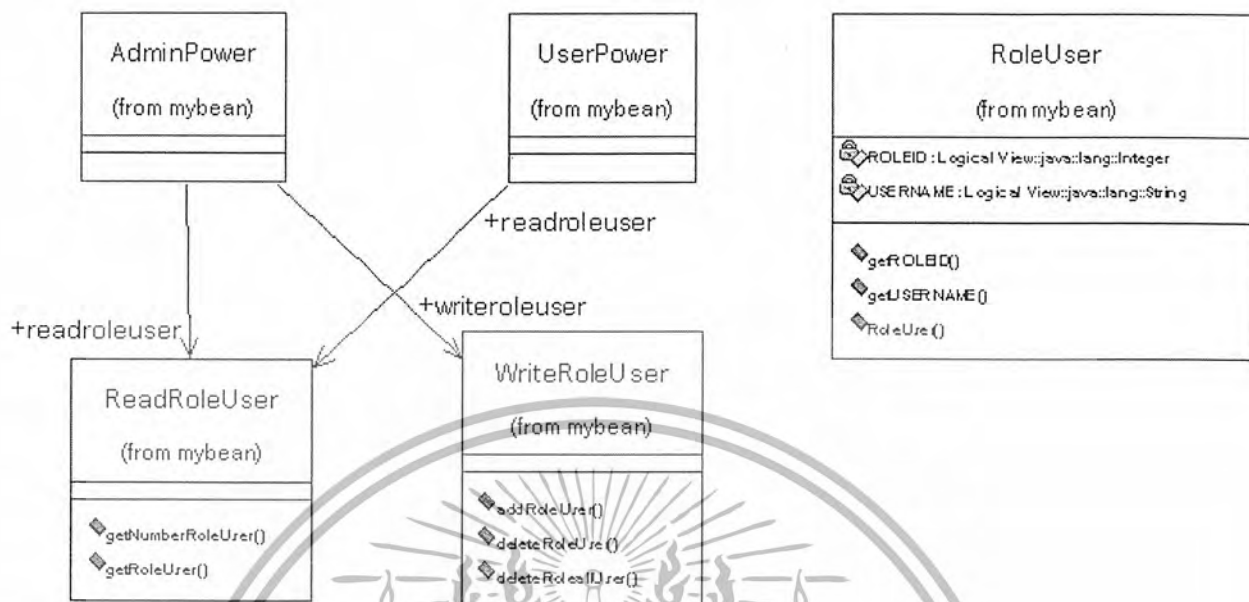 AdminPower
(from mybean)
UserPower
(from mybean)
RoleUser
(from mybean)
ROLEID : Logical View::java::lang::Integer
USERNAME : Logical View::java::lang::String
getROLEID()
getUSERNAME()
RoleUser()
+readroleuser
+writeroleuser
+readroleuser
ReadRoleUser
(from mybean)
getNumberRoleUser()
getRoleUser()
WriteRoleUser
(from mybean)
addRoleUser()
deleteRoleUser()
deleteRoleallUser()